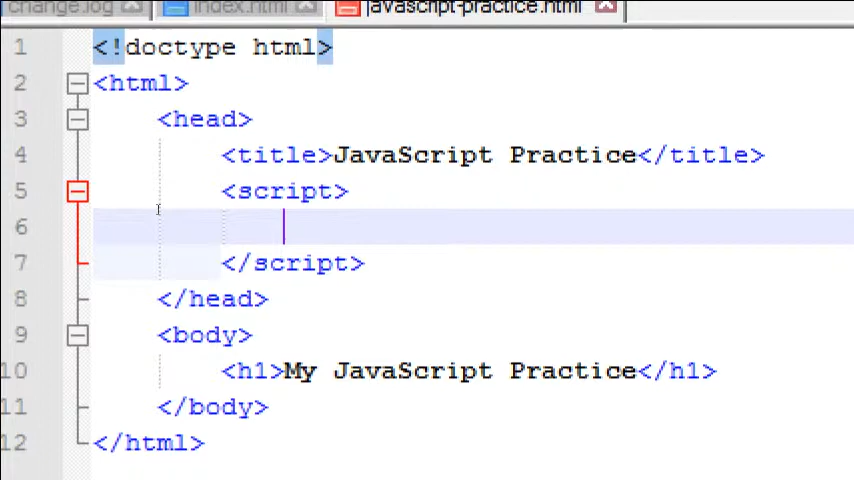 change.log index.html javascript-practice.html
1 <!doctype html>
2 <html>
3 <head>
4 <title>JavaScript Practice</title>
5 <script>
6
7 </script>
8 </head>
9 <body>
10 <h1>My JavaScript Practice</h1>
11 </body>
12 </html>